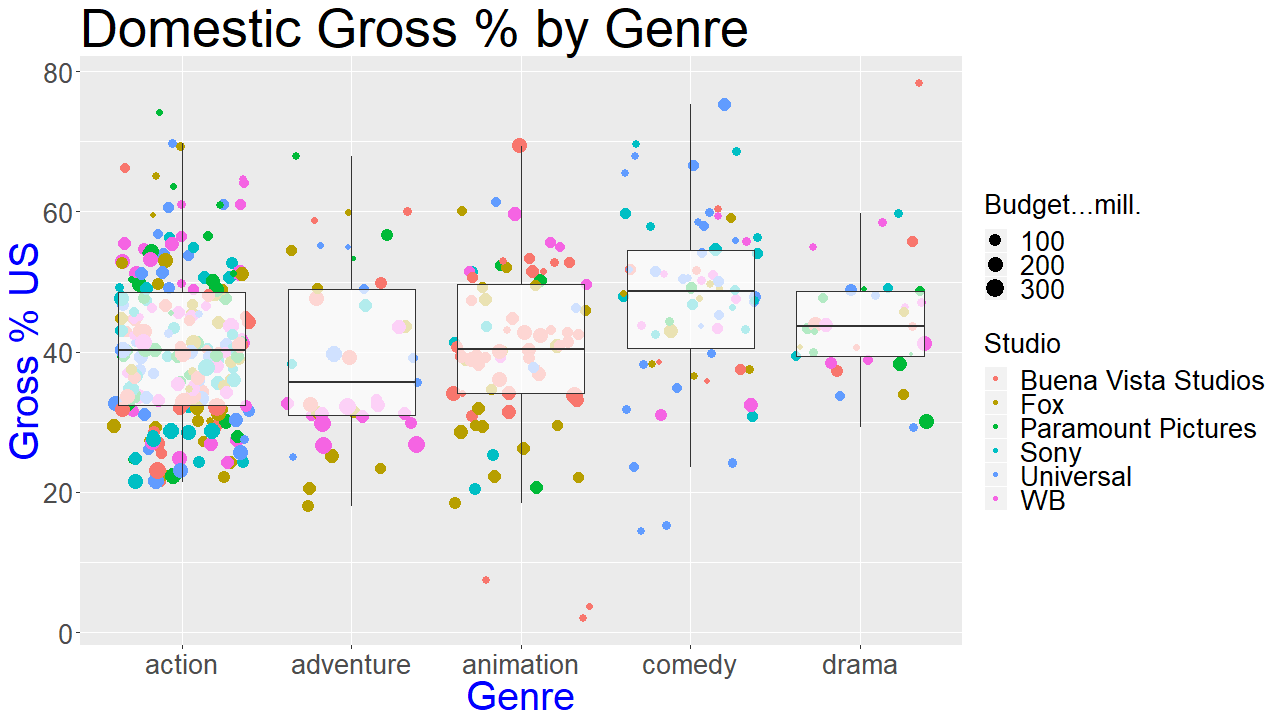 Domestic Gross % by Genre
Gross % US
80
60
40
20
0
action adventure animation comedy drama
Genre
Budget...mill.
100
200
300
Studio
Buena Vista Studios
Fox
Paramount Pictures
Sony
Universal
WB